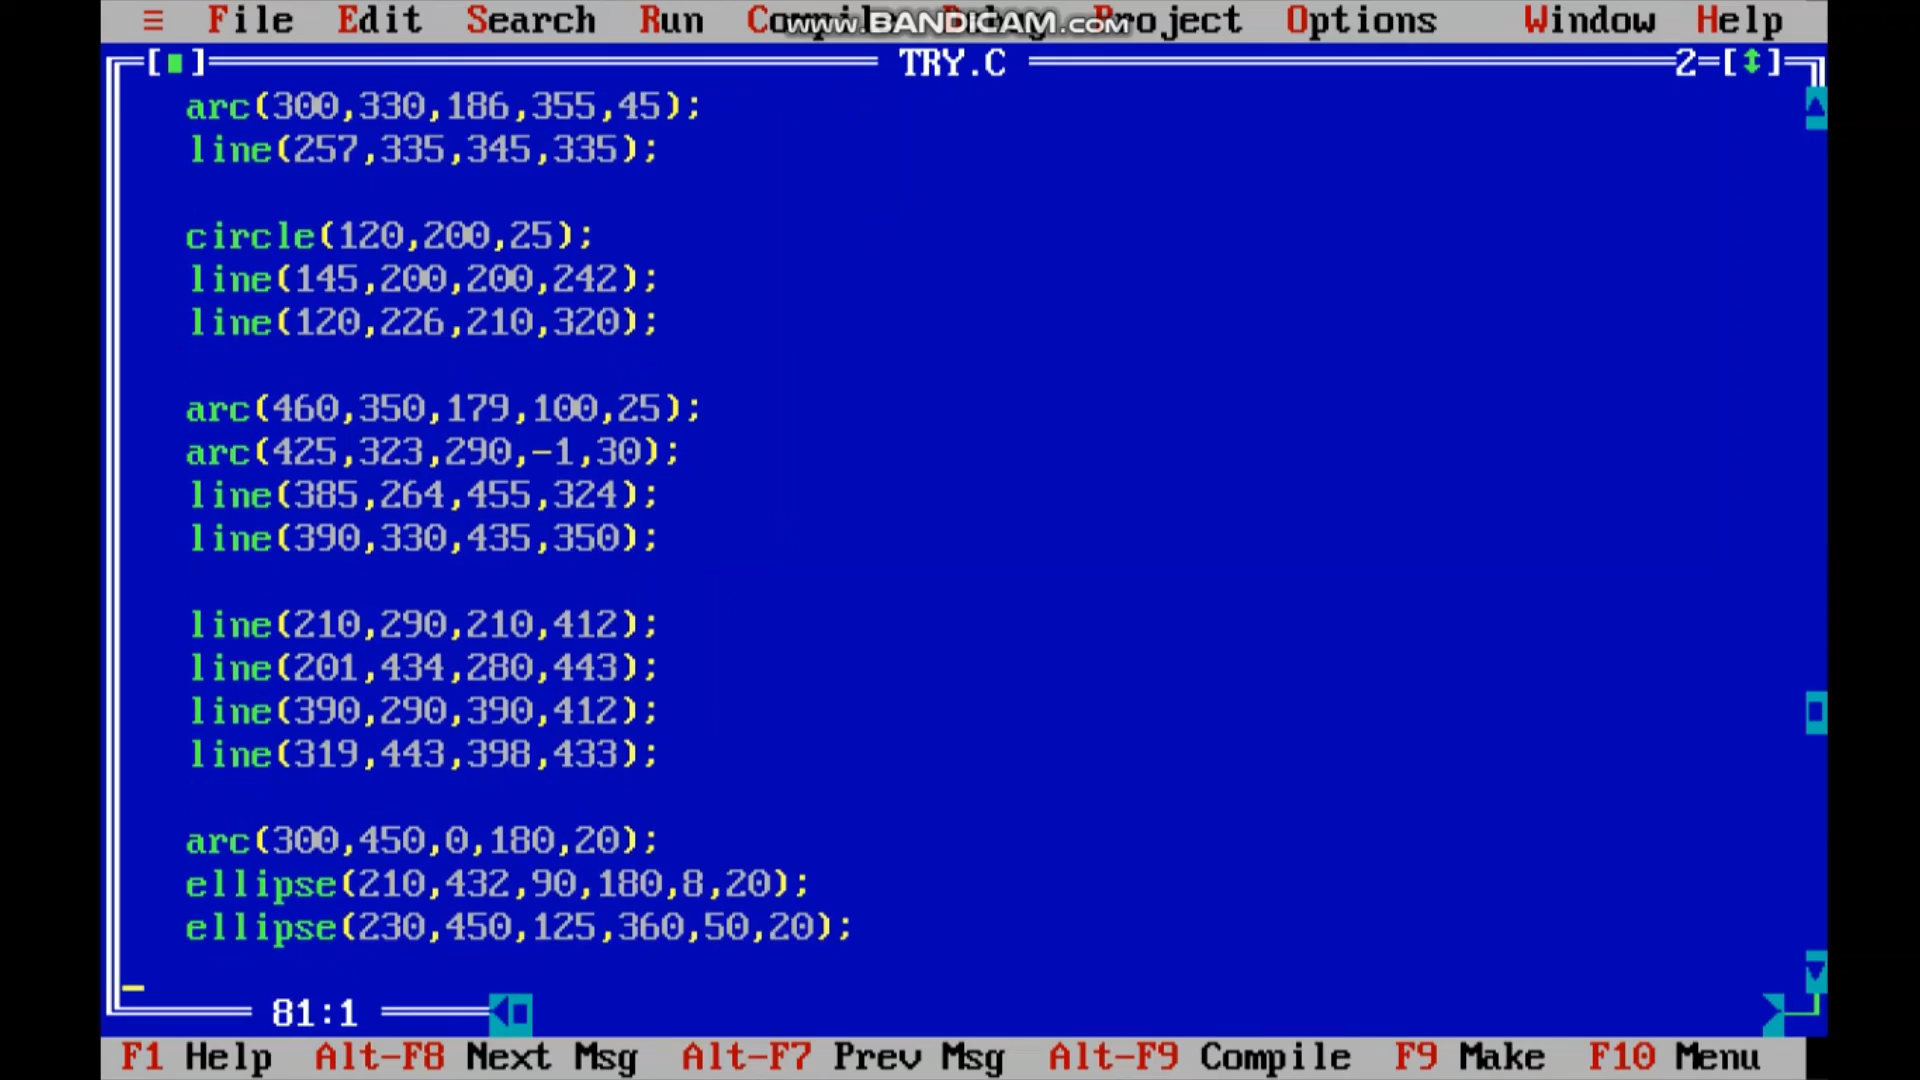 ≡ File Edit Search Run Compile Debug Project Options Window Help
www.BANDICAM.com
[■] TRY.C 2=[↕]
arc(300,330,186,355,45);
line(257,335,345,335);
circle(120,200,25);
line(145,200,200,242);
line(120,226,210,320);
arc(460,350,179,100,25);
arc(425,323,290,-1,30);
line(385,264,455,324);
line(390,330,435,350);
line(210,290,210,412);
line(201,434,280,443);
line(390,290,390,412);
line(319,443,398,433);
arc(300,450,0,180,20);
ellipse(210,432,90,180,8,20);
ellipse(230,450,125,360,50,20);
81:1
F1 Help Alt-F8 Next Msg Alt-F7 Prev Msg Alt-F9 Compile F9 Make F10 Menu